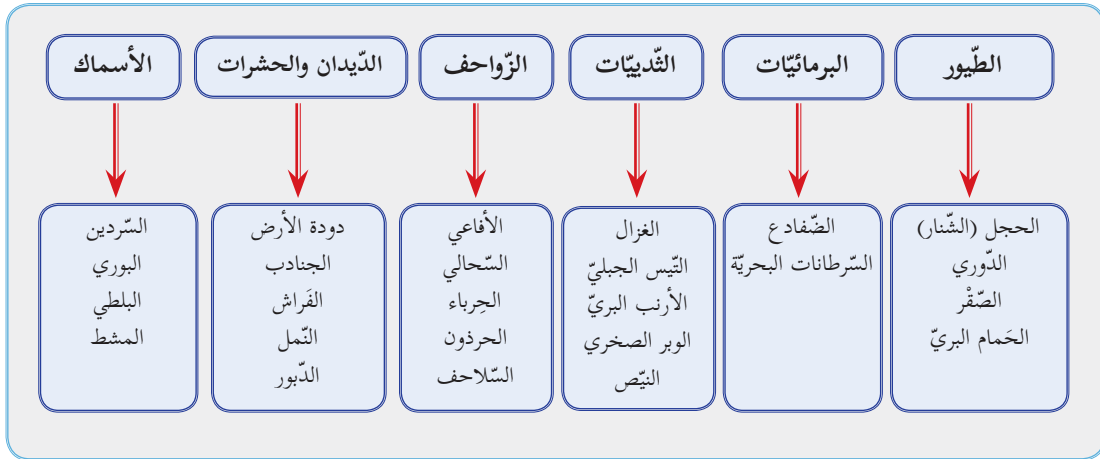 الطّيور
البرمائيّات
الثّدييّات
الزّواحف
الدّيدان والحشرات
الأسماك
الحجل (الشّنار)
الدّوري
الصّقْر
الحَمام البريّ
الضّفادع
السّرطانات البحريّة
الغزال
التّيس الجبليّ
الأرنب البريّ
الوبر الصخري
النيّص
الأفاعي
السّحالي
الحِرباء
الحرذون
السّلاحف
دودة الأرض
الجنادب
الفَراش
النّمل
الدّبور
السّردين
البوري
البلطي
المشط